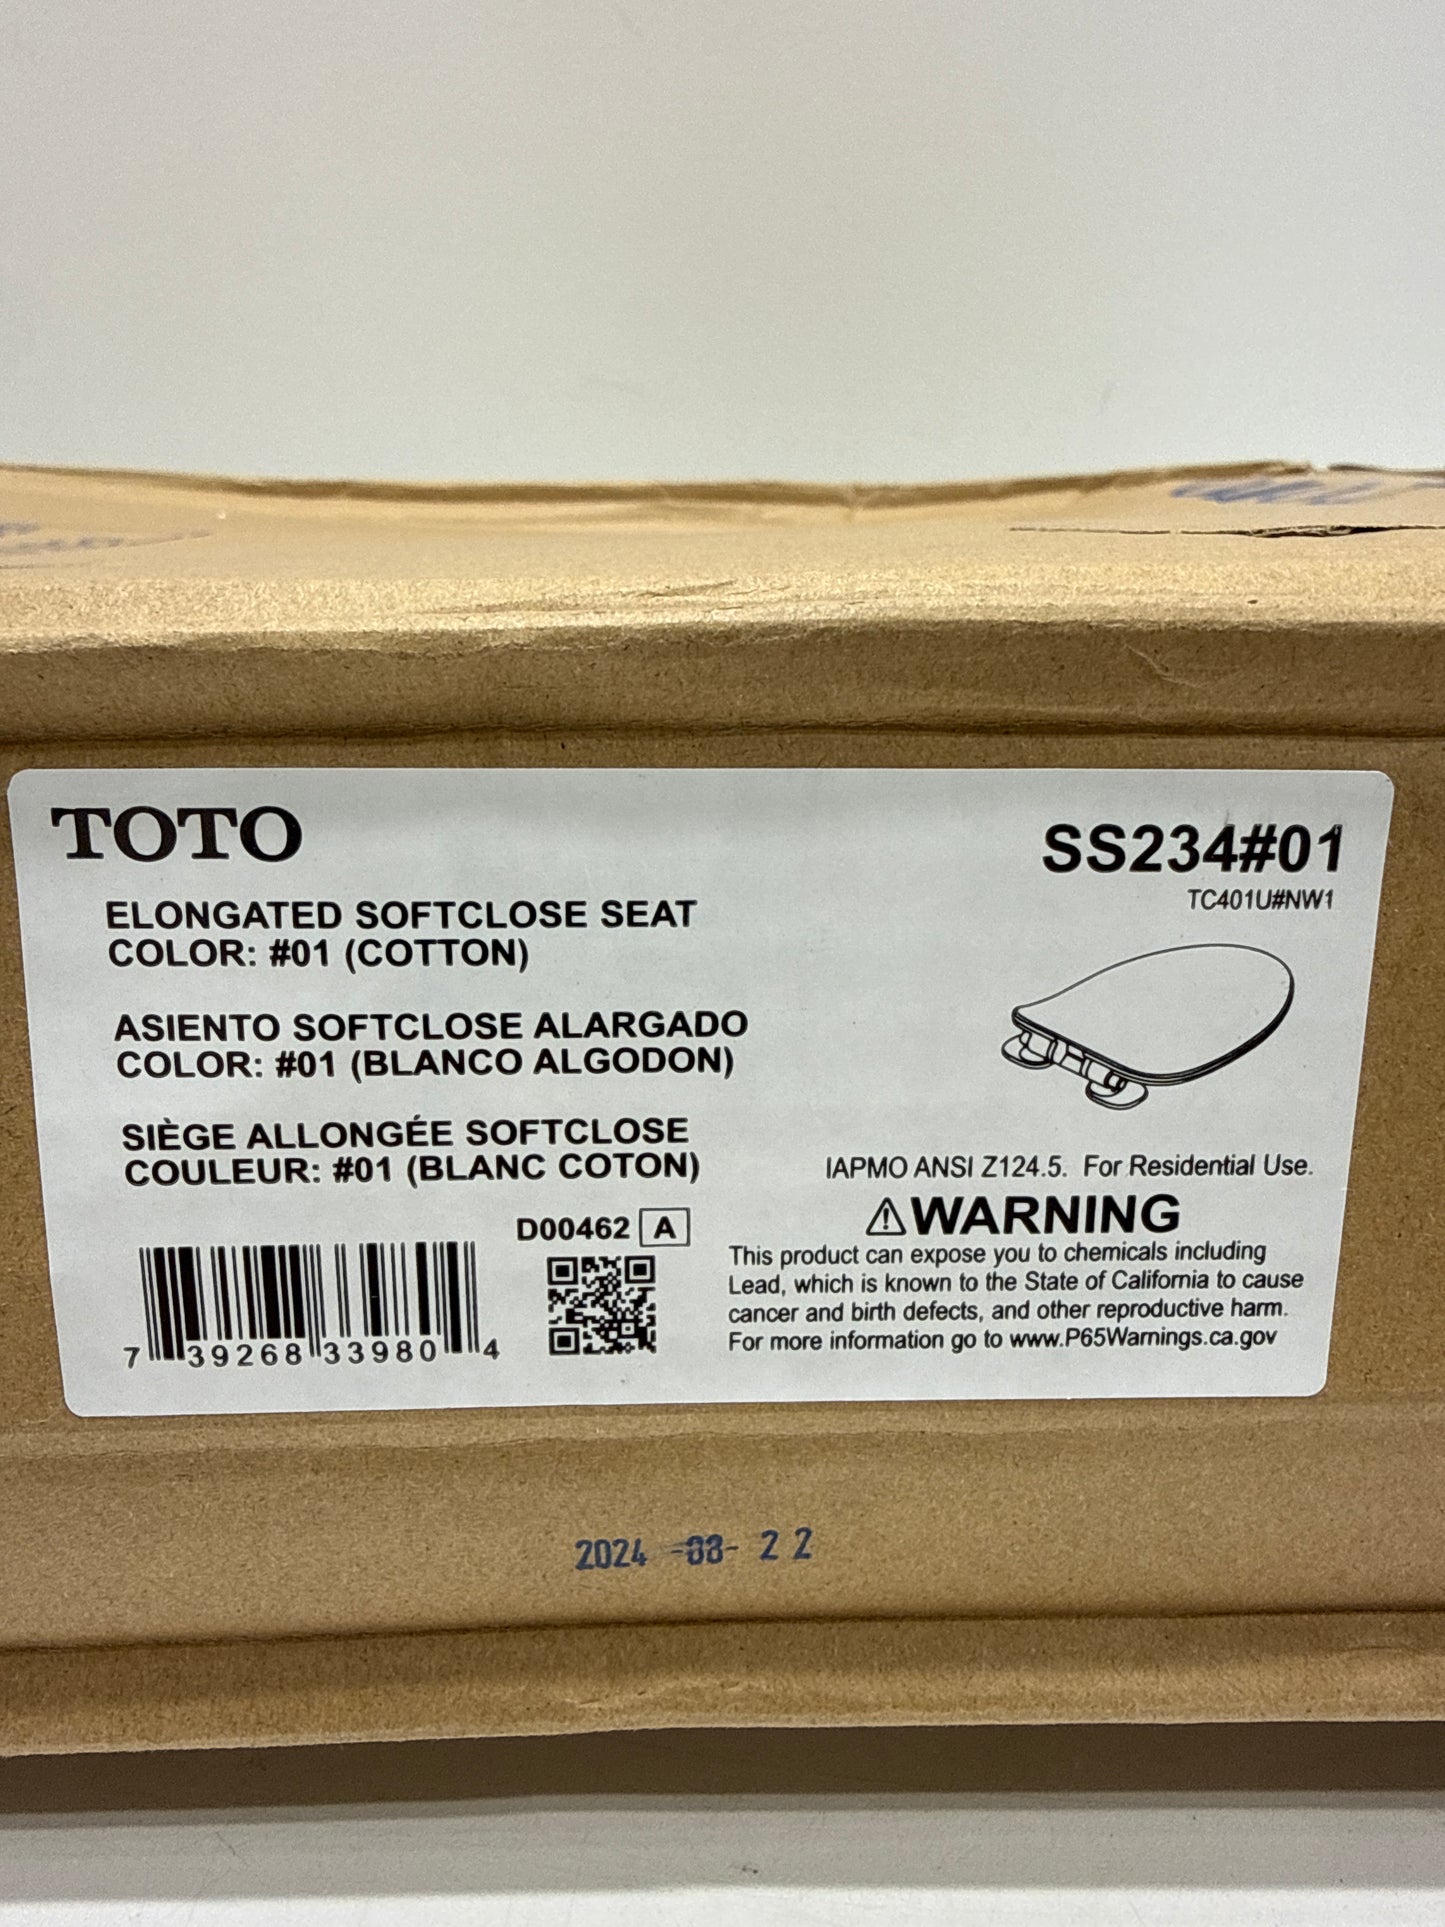 TOTO
SS234#01
TC401U#NW1
ELONGATED SOFTCLOSE SEAT
COLOR: #01 (COTTON)
ASIENTO SOFTCLOSE ALARGADO
COLOR: #01 (BLANCO ALGODON)
SIÈGE ALLONGÉE SOFTCLOSE
COULEUR: #01 (BLANC COTON)
D00462 A
7 39268 33980 4
IAPMO ANSI Z124.5. For Residential Use.
⚠WARNING
This product can expose you to chemicals including
Lead, which is known to the State of California to cause
cancer and birth defects, and other reproductive harm.
For more information go to www.P65Warnings.ca.gov
2024 -08- 22